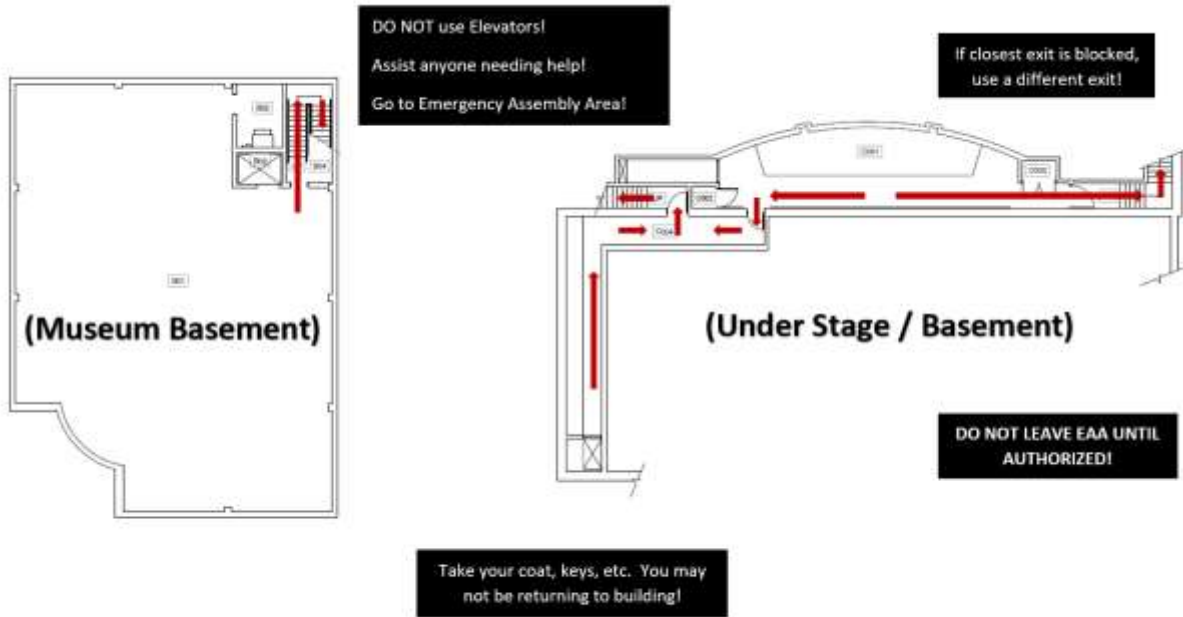 DO NOT use Elevators!
Assist anyone needing help!
Go to Emergency Assembly Area!
If closest exit is blocked,
use a different exit!
(Museum Basement)
(Under Stage / Basement)
DO NOT LEAVE EAA UNTIL
AUTHORIZED!
Take your coat, keys, etc. You may
not be returning to building!